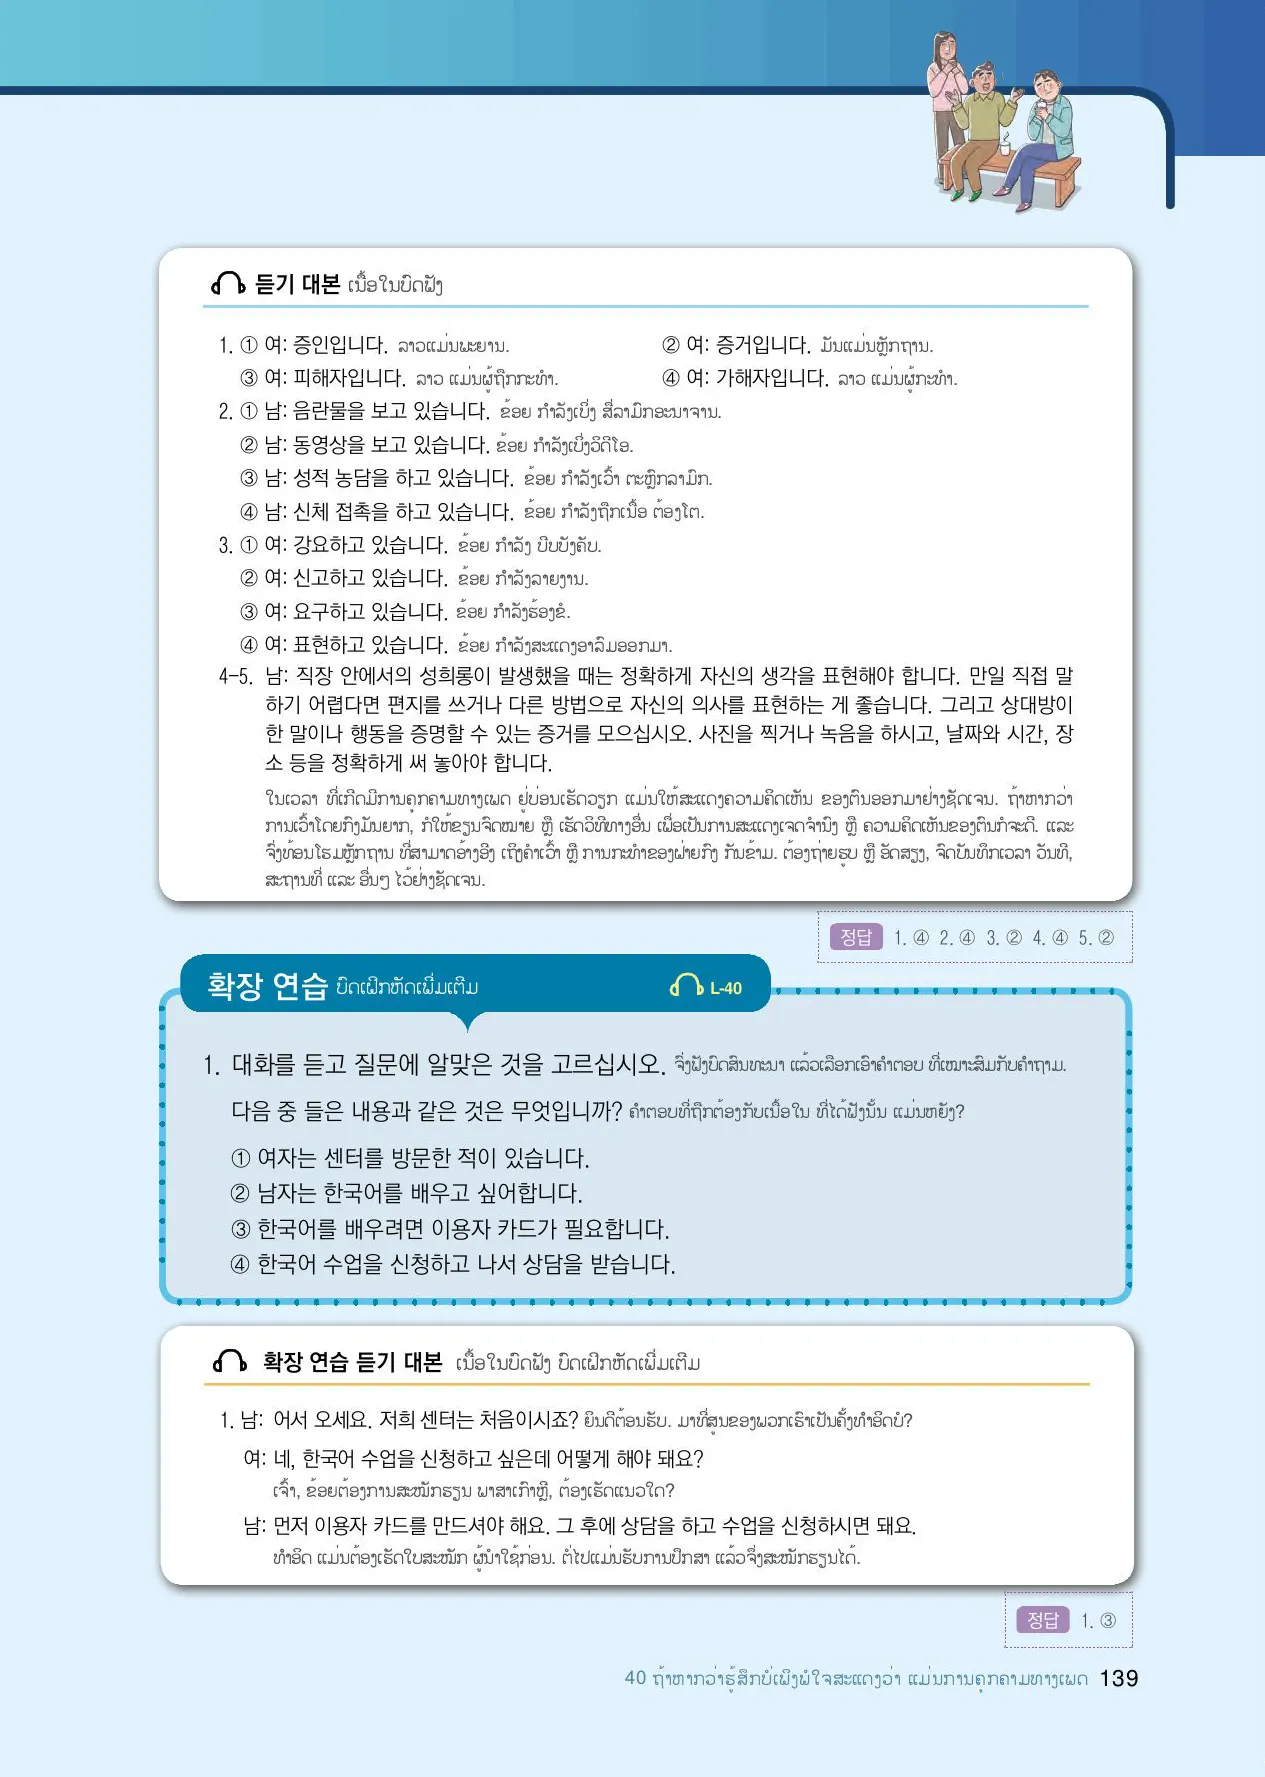 듣기 대본 ເນື້ອໃນບົດຟັງ
1. ① 여: 증인입니다. ລາວແມ່ນພະຍານ. ② 여: 증거입니다. ມັນແມ່ນຫຼັກຖານ.
③ 여: 피해자입니다. ລາວ ແມ່ນຜູ້ຖືກກະທຳ. ④ 여: 가해자입니다. ລາວ ແມ່ນຜູ້ກະທຳ.
2. ① 남: 음란물을 보고 있습니다. ຂ້ອຍ ກຳລັງເບິ່ງ ສື່ລາມົກອະນາຈານ.
② 남: 동영상을 보고 있습니다. ຂ້ອຍ ກຳລັງເບິ່ງວິດີໂອ.
③ 남: 성적 농담을 하고 있습니다. ຂ້ອຍ ກຳລັງເວົ້າ ຕະຫຼົກລາມົກ.
④ 남: 신체 접촉을 하고 있습니다. ຂ້ອຍ ກຳລັງຖືກເນື້ອ ຕ້ອງໂຕ.
3. ① 여: 강요하고 있습니다. ຂ້ອຍ ກຳລັງ ບີບບັງຄັບ.
② 여: 신고하고 있습니다. ຂ້ອຍ ກຳລັງລາຍງານ.
③ 여: 요구하고 있습니다. ຂ້ອຍ ກຳລັງຮ້ອງຂໍ.
④ 여: 표현하고 있습니다. ຂ້ອຍ ກຳລັງສະແດງອາລົມອອກມາ.
4-5. 남: 직장 안에서의 성희롱이 발생했을 때는 정확하게 자신의 생각을 표현해야 합니다. 만일 직접 말
하기 어렵다면 편지를 쓰거나 다른 방법으로 자신의 의사를 표현하는 게 좋습니다. 그리고 상대방이
한 말이나 행동을 증명할 수 있는 증거를 모으십시오. 사진을 찍거나 녹음을 하시고, 날짜와 시간, 장
소 등을 정확하게 써 놓아야 합니다.
ໃນເວລາ ທີ່ເກີດມີການຄຸກຄາມທາງເພດ ຢູ່ບ່ອນເຮັດວຽກ ແມ່ນໃຫ້ສະແດງຄວາມຄິດເຫັນ ຂອງຕົນອອກມາຢ່າງຊັດເຈນ. ຖ້າຫາກວ່າ
ການເວົ້າໂດຍກົງມັນຍາກ, ກໍໃຫ້ຂຽນຈົດໝາຍ ຫຼື ເຮັດວິທີທາງອື່ນ ເພື່ອເປັນການສະແດງເຈດຈຳນົງ ຫຼື ຄວາມຄິດເຫັນຂອງຕົນກໍຈະດີ. ແລະ
ຈົ່ງທ້ອນໂຮມຫຼັກຖານ ທີ່ສາມາດອ້າງອີງ ເຖິງຄຳເວົ້າ ຫຼື ການກະທຳຂອງຝ່າຍກົງ ກັນຂ້າມ. ຕ້ອງຖ່າຍຮູບ ຫຼື ອັດສຽງ, ຈົດບັນທຶກເວລາ ວັນທີ,
ສະຖານທີ່ ແລະ ອື່ນໆ ໄວ້ຢ່າງຊັດເຈນ.
정답 1. ④ 2. ④ 3. ② 4. ④ 5. ②
확장 연습 ບົດເຝິກຫັດເພີ່ມເຕີມ L-40
1. 대화를 듣고 질문에 알맞은 것을 고르십시오. ຈົ່ງຟັງບົດສົນທະນາ ແລ້ວເລືອກເອົາຄຳຕອບ ທີ່ເໝາະສົມກັບຄຳຖາມ.
다음 중 들은 내용과 같은 것은 무엇입니까? ຄຳຕອບທີ່ຖືກຕ້ອງກັບເນື້ອໃນ ທີ່ໄດ້ຟັງນັ້ນ ແມ່ນຫຍັງ?
① 여자는 센터를 방문한 적이 있습니다.
② 남자는 한국어를 배우고 싶어합니다.
③ 한국어를 배우려면 이용자 카드가 필요합니다.
④ 한국어 수업을 신청하고 나서 상담을 받습니다.
확장 연습 듣기 대본 ເນື້ອໃນບົດຟັງ ບົດເຝິກຫັດເພີ່ມເຕີມ
1. 남: 어서 오세요. 저희 센터는 처음이시죠? ຍິນດີຕ້ອນຮັບ. ມາທີ່ສູນຂອງພວກເຮົາເປັນຄັ້ງທຳອິດບໍ?
여: 네, 한국어 수업을 신청하고 싶은데 어떻게 해야 돼요?
ເຈົ້າ, ຂ້ອຍຕ້ອງການສະໝັກຮຽນ ພາສາເກົາຫຼີ, ຕ້ອງເຮັດແນວໃດ?
남: 먼저 이용자 카드를 만드셔야 해요. 그 후에 상담을 하고 수업을 신청하시면 돼요.
ທຳອິດ ແມ່ນຕ້ອງເຮັດໃບສະໝັກ ຜູ້ນຳໃຊ້ກ່ອນ. ຕໍ່ໄປແມ່ນຮັບການປຶກສາ ແລ້ວຈຶ່ງສະໝັກຮຽນໄດ້.
정답 1. ③
40 ຖ້າຫາກວ່າຮູ້ສຶກບໍ່ເພິ່ງພໍໃຈສະແດງວ່າ ແມ່ນການຄຸກຄາມທາງເພດ 139